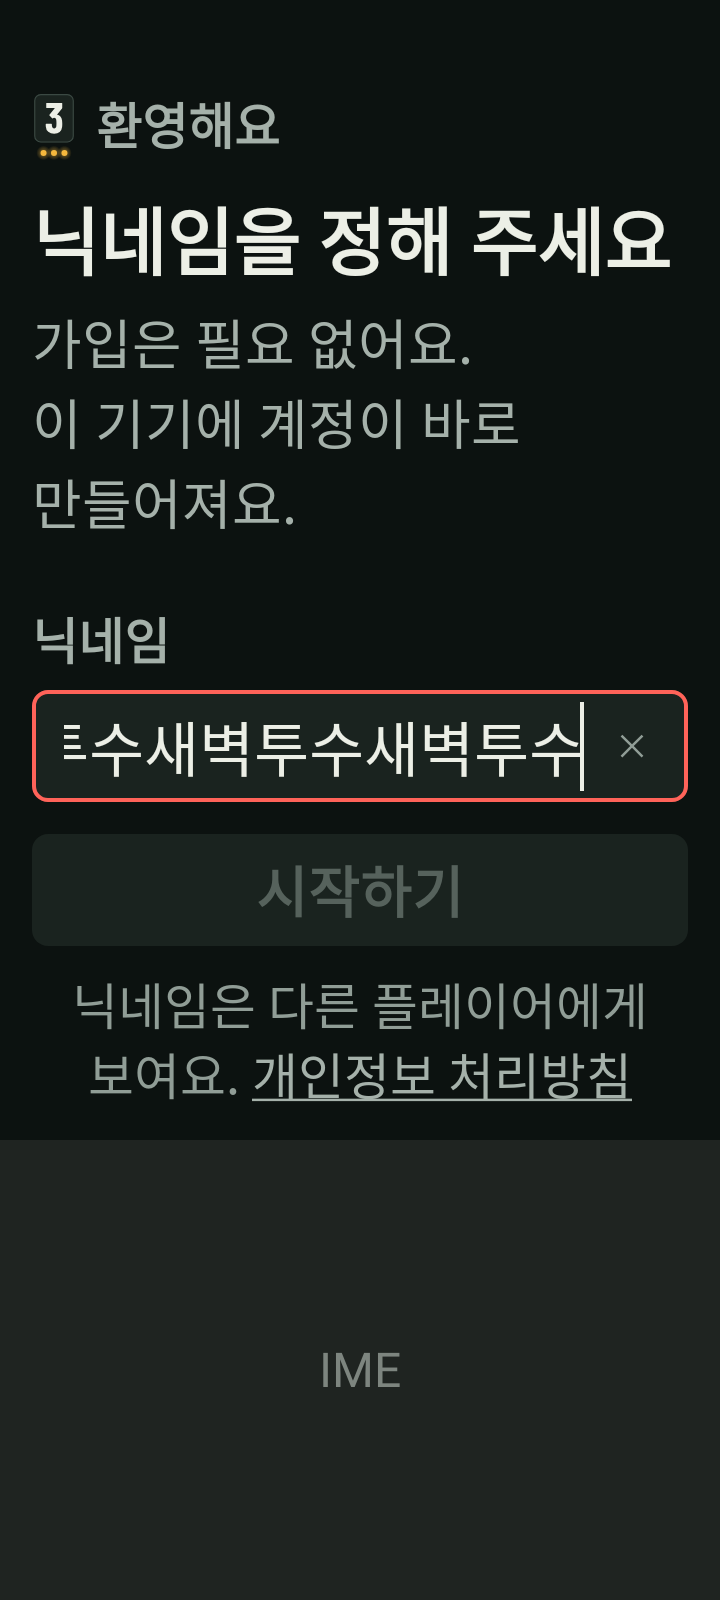 3 환영해요
닉네임을 정해 주세요
가입은 필요 없어요.
이 기기에 계정이 바로
만들어져요.
닉네임
수새벽투수새벽투수
시작하기
닉네임은 다른 플레이어에게
보여요. 개인정보 처리방침
IME